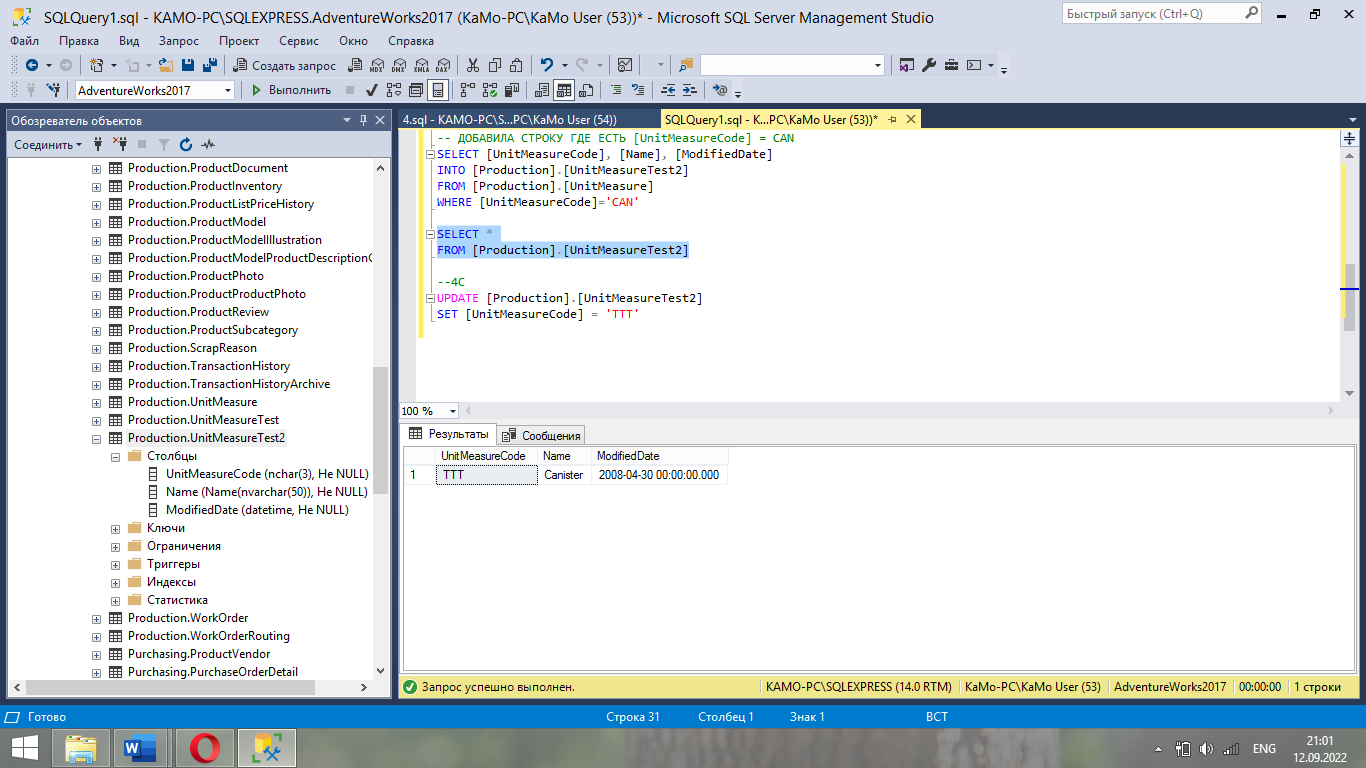 SQLQuery1.sql - KAMO-PC\SQLEXPRESS.AdventureWorks2017 (KaMo-PC\KaMo User (53))* - Microsoft SQL Server Management Studio
Быстрый запуск (Ctrl+Q)
Файл Правка Вид Запрос Проект Сервис Окно Справка
Создать запрос MDX DMX XMLA DAX
AdventureWorks2017 Выполнить
Обозреватель объектов
4.sql - KAMO-PC\S...PC\KaMo User (54)) SQLQuery1.sql - K...PC\KaMo User (53))*
Соединить
Production.ProductDocument
Production.ProductInventory
Production.ProductListPriceHistory
Production.ProductModel
Production.ProductModelIllustration
Production.ProductModelProductDescriptionC
Production.ProductPhoto
Production.ProductProductPhoto
Production.ProductReview
Production.ProductSubcategory
Production.ScrapReason
Production.TransactionHistory
Production.TransactionHistoryArchive
Production.UnitMeasure
Production.UnitMeasureTest
Production.UnitMeasureTest2
Столбцы
UnitMeasureCode (nchar(3), Не NULL)
Name (Name(nvarchar(50)), Не NULL)
ModifiedDate (datetime, Не NULL)
Ключи
Ограничения
Триггеры
Индексы
Статистика
Production.WorkOrder
Production.WorkOrderRouting
Purchasing.ProductVendor
Purchasing.PurchaseOrderDetail
-- ДОБАВИЛА СТРОКУ ГДЕ ЕСТЬ [UnitMeasureCode] = CAN
SELECT [UnitMeasureCode], [Name], [ModifiedDate]
INTO [Production].[UnitMeasureTest2]
FROM [Production].[UnitMeasure]
WHERE [UnitMeasureCode]='CAN'
SELECT *
FROM [Production].[UnitMeasureTest2]
--4C
UPDATE [Production].[UnitMeasureTest2]
SET [UnitMeasureCode] = 'TTT'
100 %
Результаты Сообщения
UnitMeasureCode Name ModifiedDate
1 TTT Canister 2008-04-30 00:00:00.000
Запрос успешно выполнен. KAMO-PC\SQLEXPRESS (14.0 RTM) KaMo-PC\KaMo User (53) AdventureWorks2017 00:00:00 1 строки
Готово Строка 31 Столбец 1 Знак 1 ВСТ
ENG
21:01
12.09.2022